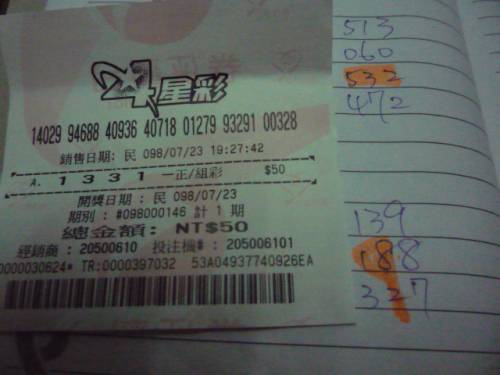 4星彩
14029 94688 40936 40718 01279 93291 00328
銷售日期: 民 098/07/23 19:27:42
A. 1 3 3 1 一正/組彩 $50
開獎日期: 民 098/07/23
期別: #098000146 計 1 期
總金額: NT$50
經銷商: 20500610 投注機#: 205006101
0000030624* TR:0000397032 53A04937740926EA
513
060
532
472
139
188
327